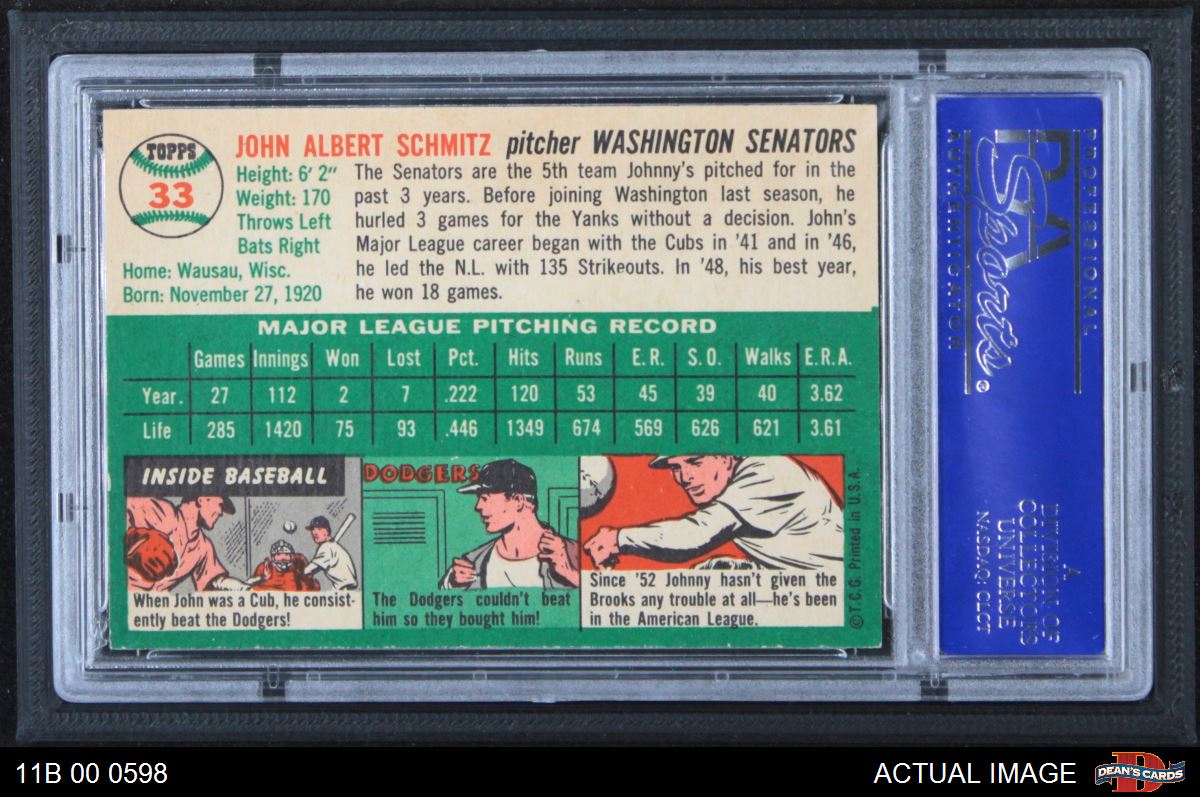 TOPPS
33
JOHN ALBERT SCHMITZ pitcher WASHINGTON SENATORS
Height: 6' 2"
Weight: 170
Throws Left
Bats Right
Home: Wausau, Wisc.
Born: November 27, 1920
The Senators are the 5th team Johnny's pitched for in the
past 3 years. Before joining Washington last season, he
hurled 3 games for the Yanks without a decision. John's
Major League career began with the Cubs in '41 and in '46,
he led the N.L. with 135 Strikeouts. In '48, his best year,
he won 18 games.
MAJOR LEAGUE PITCHING RECORD
Games Innings Won Lost Pct. Hits Runs E.R. S.O. Walks E.R.A.
Year. 27 112 2 7 .222 120 53 45 39 40 3.62
Life 285 1420 75 93 .446 1349 674 569 626 621 3.61
INSIDE BASEBALL
When John was a Cub, he consist-
ently beat the Dodgers!
DODGERS
The Dodgers couldn't beat
him so they bought him!
Since '52 Johnny hasn't given the
Brooks any trouble at all—he's been
in the American League.
© T.C.G. Printed in U.S.A.
PROFESSIONAL
PSA
Sports®
AUTHENTICATOR
A
DIVISION OF
COLLECTORS
UNIVERSE
NASDAQ: CLCT
11B 00 0598
ACTUAL IMAGE
D
DEAN'S CARDS